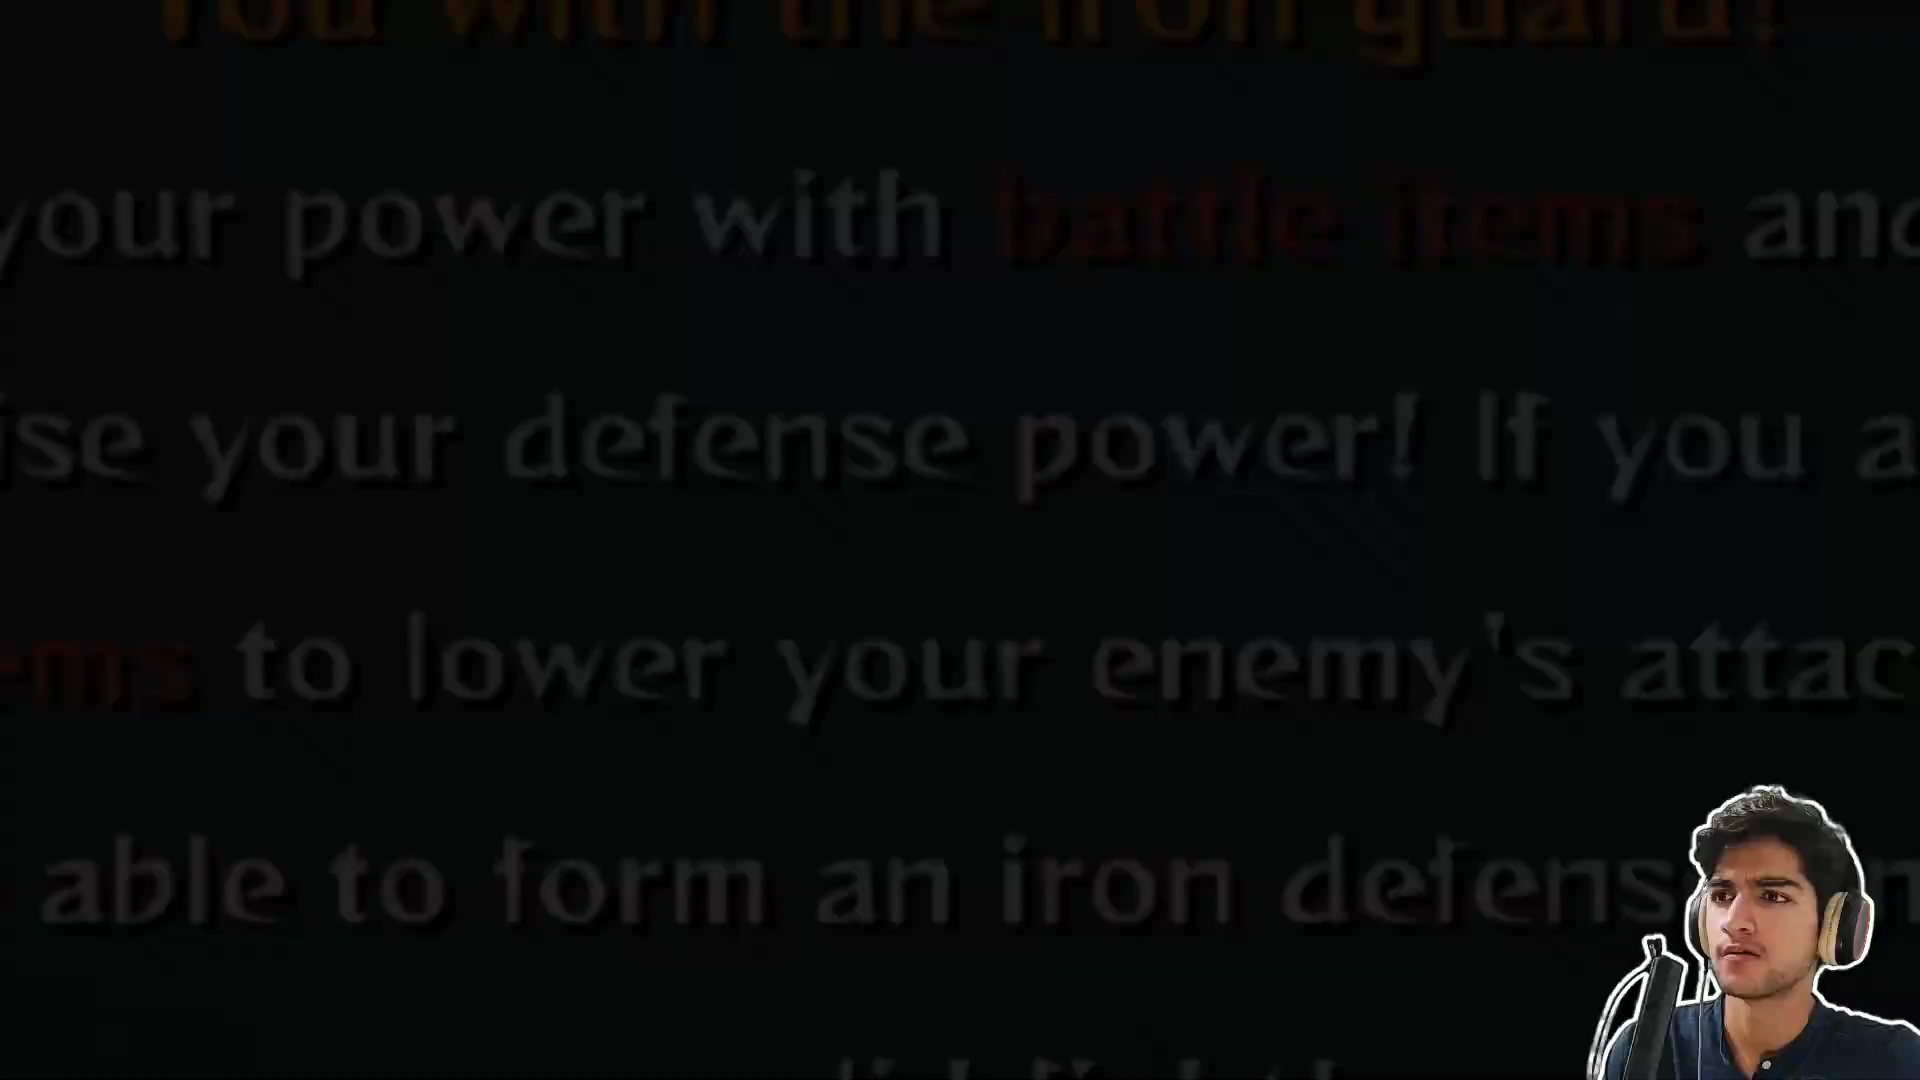 You with the iron guard!
your power with battle items and
ise your defense power! If you a
ems to lower your enemy's attac
able to form an iron defens